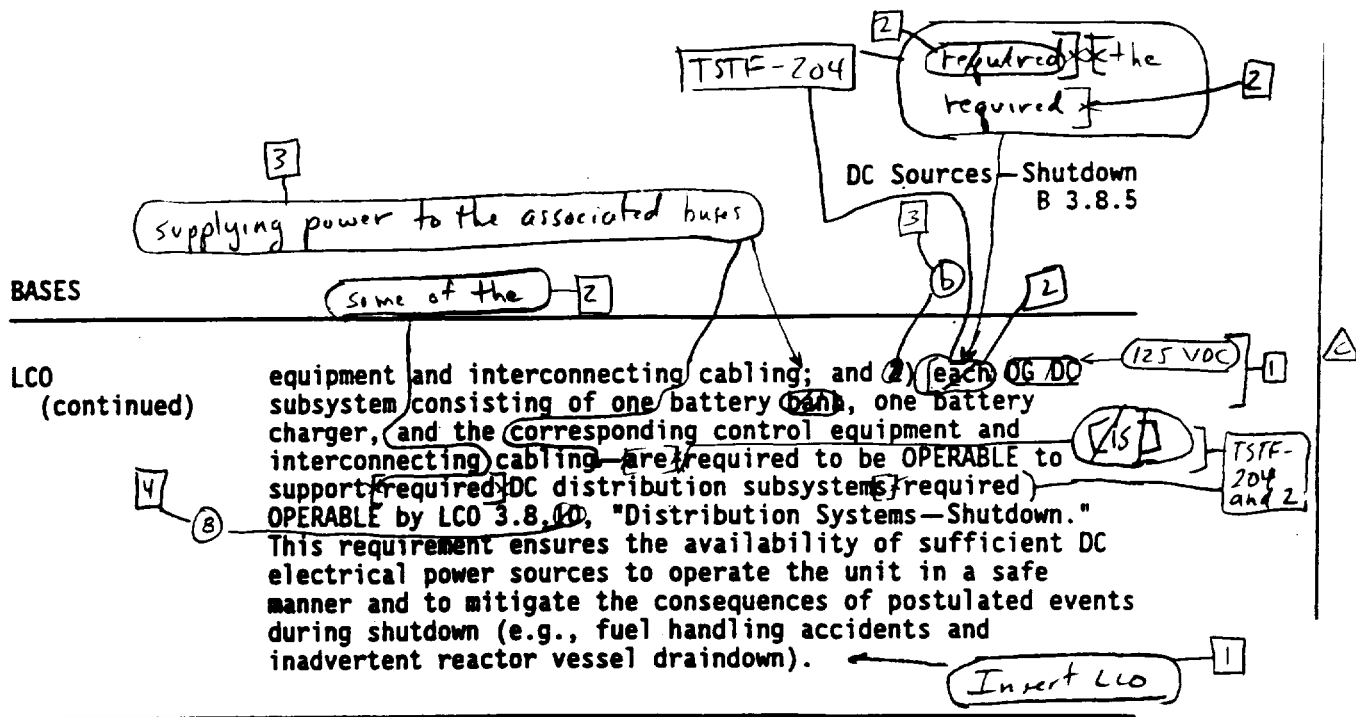 2
required] [the
TSTF-204
required]
2
3
DC Sources—Shutdown
B 3.8.5
supplying power to the associated buses
3
b
BASES
some of the
2
2
LCO
(continued)
equipment and interconnecting cabling; and 2) [each DG DC
125 VDC
1
C
subsystem consisting of one battery bank, one battery
charger, and the corresponding control equipment and
interconnecting cabling—[are] required to be OPERABLE to
[is]
TSTF-
204
and 2
support [required] DC distribution subsystem[s] required
4
8
OPERABLE by LCO 3.8.10, "Distribution Systems—Shutdown."
This requirement ensures the availability of sufficient DC
electrical power sources to operate the unit in a safe
manner and to mitigate the consequences of postulated events
during shutdown (e.g., fuel handling accidents and
inadvertent reactor vessel draindown).
Insert LCO
1